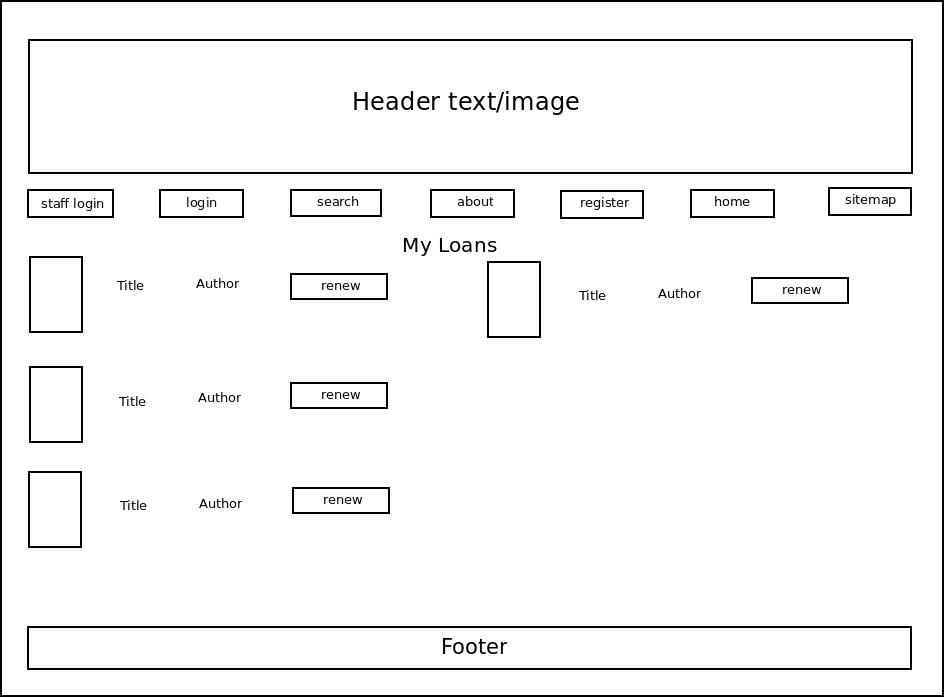 Header text/image
staff login
login
search
about
register
home
sitemap
My Loans
Title Author renew
Title Author renew
Title Author renew
Title Author renew
Footer